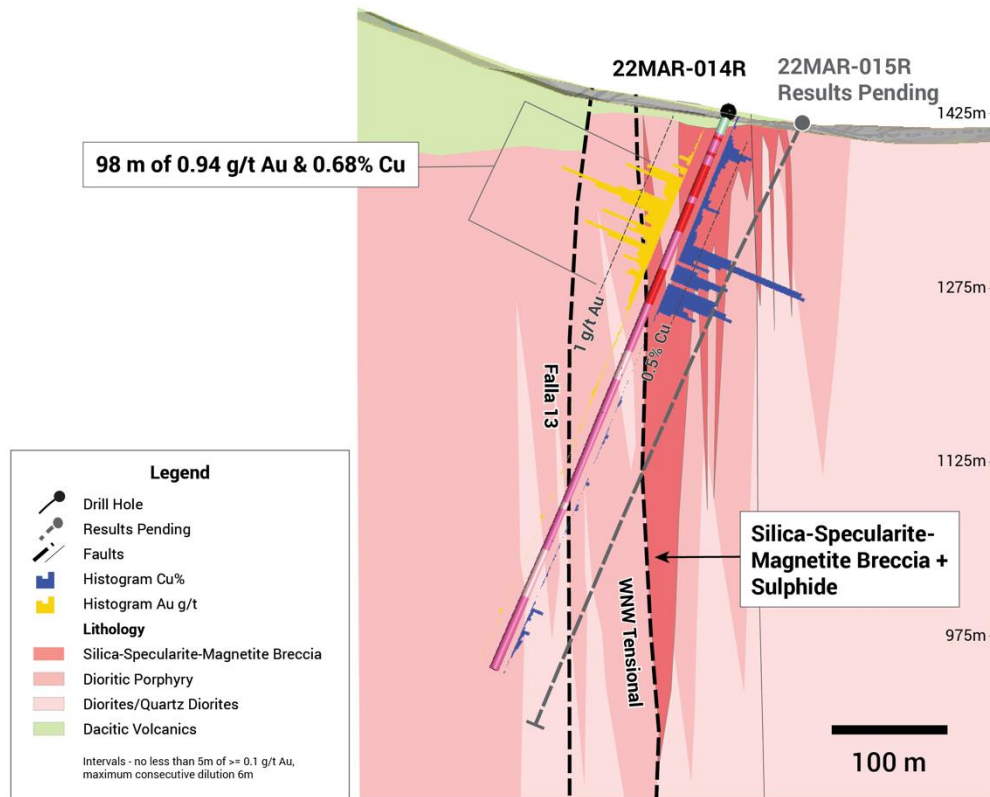 22MAR-014R
22MAR-015R
Results Pending
1425m
98 m of 0.94 g/t Au & 0.68% Cu
1275m
1 g/t Au
0.5% Cu
Falla 13
1125m
WNW Tensional
Silica-Specularite-
Magnetite Breccia +
Sulphide
975m
100 m
Legend
Drill Hole
Results Pending
Faults
Histogram Cu%
Histogram Au g/t
Lithology
Silica-Specularite-Magnetite Breccia
Dioritic Porphyry
Diorites/Quartz Diorites
Dacitic Volcanics
Intervals - no less than 5m of >= 0.1 g/t Au,
maximum consecutive dilution 6m